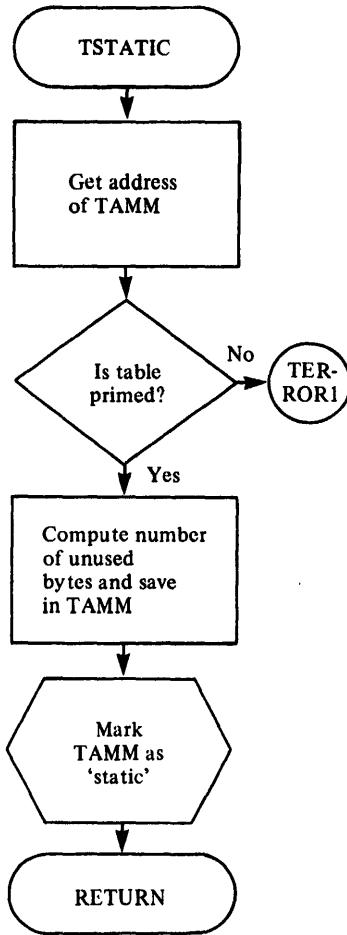 TSTATIC
Get address
of TAMM
Is table
primed?
No
TER-
ROR1
Yes
Compute number
of unused
bytes and save
in TAMM
Mark
TAMM as
‘static’
RETURN